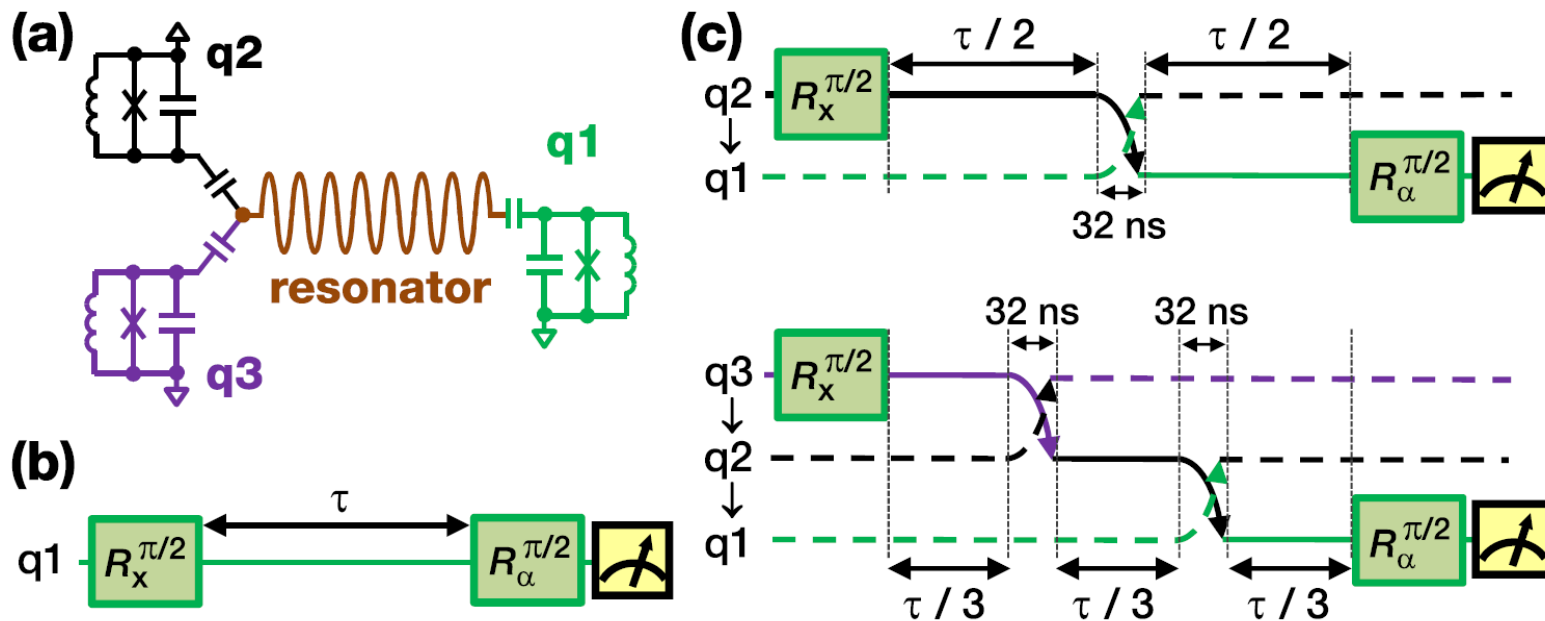 (a)
q2
q1
resonator
q3
(b)
τ
q1
R_x^{π/2}
R_α^{π/2}
(c)
τ / 2
τ / 2
q2
R_x^{π/2}
q1
R_α^{π/2}
32 ns
32 ns
32 ns
q3
R_x^{π/2}
q2
q1
R_α^{π/2}
τ / 3
τ / 3
τ / 3